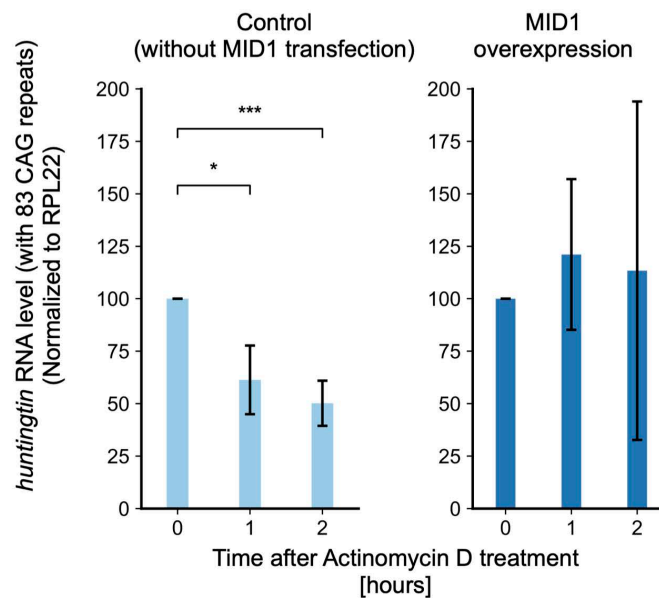 Control
(without MID1 transfection)
MID1
overexpression
huntingtin RNA level (with 83 CAG repeats)
(Normalized to RPL22)
200
175
150
125
100
75
50
25
0
***
*
0 1 2
200
175
150
125
100
75
50
25
0
0 1 2
Time after Actinomycin D treatment
[hours]